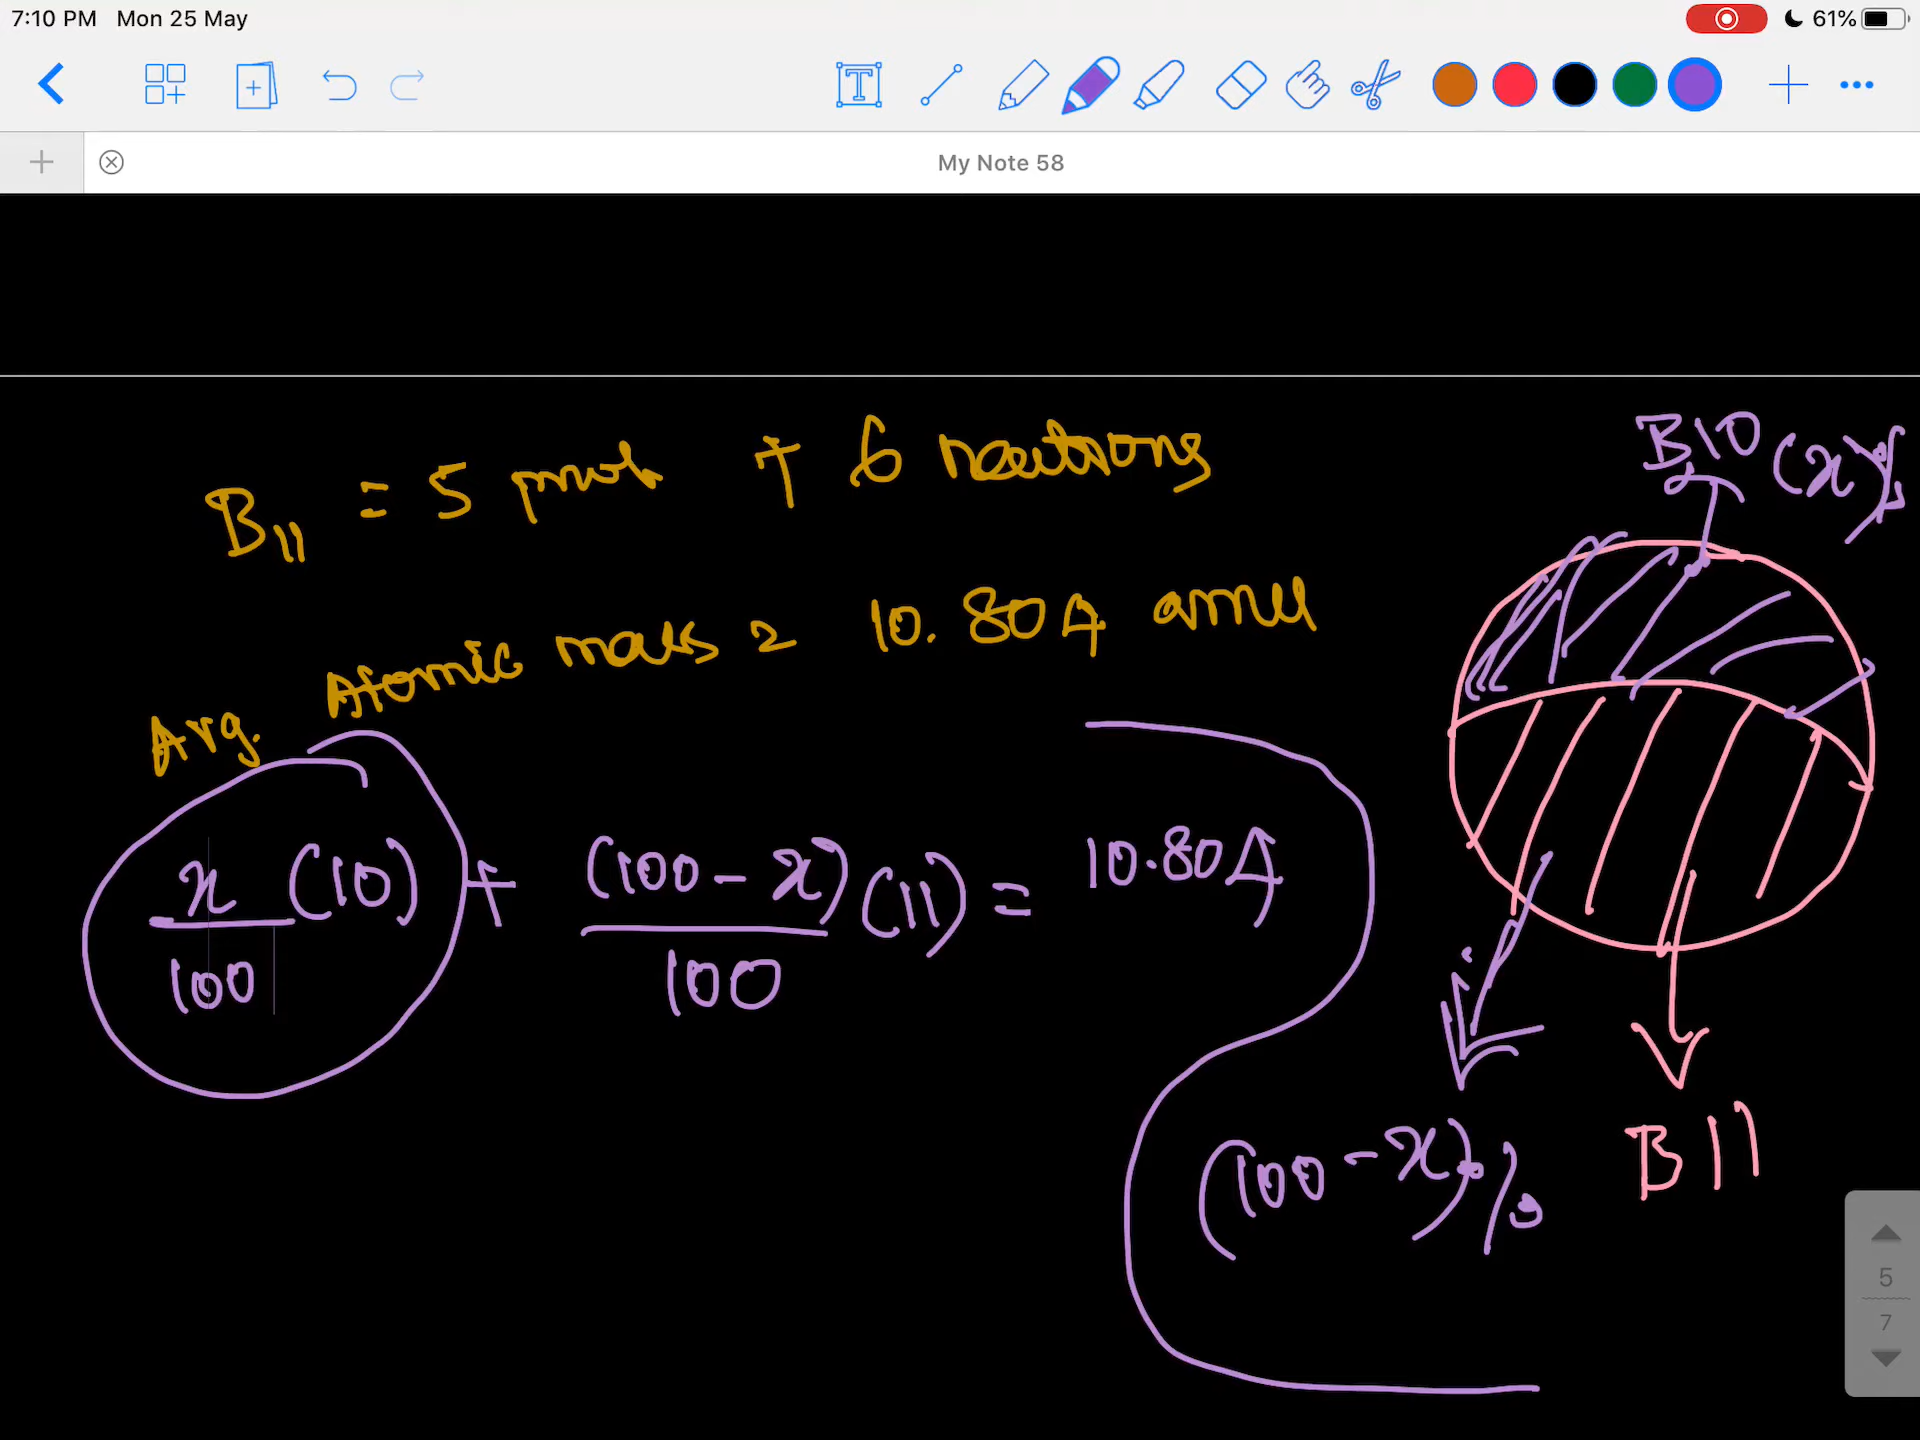 7:10 PM Mon 25 May
61%
T
My Note 58
B11 = 5 prot + 6 neutrons
Avg. Atomic mass = 10.804 amu
x/100 (10) + (100 - x)/100 (11) = 10.804
B10 (x)%
(100 - x)%
B11
5
7